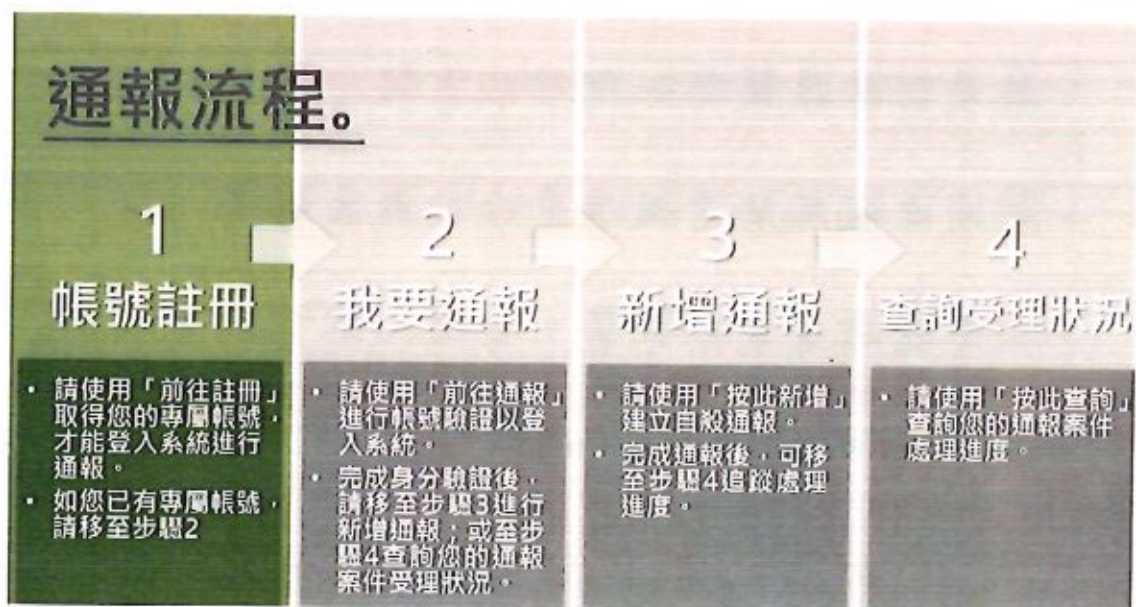 通報流程。
1
帳號註冊
• 請使用「前往註冊」
取得您的專屬帳號,
才能登入系統進行
通報。
• 如您已有專屬帳號,
請移至步驟2
2
我要通報
• 請使用「前往通報」
進行帳號驗證以登
入系統。
• 完成身分驗證後,
請移至步驟3進行
新增通報;或至步
驟4查詢您的通報
案件受理狀況。
3
新增通報
• 請使用「按此新增」
建立自殺通報。
• 完成通報後,可移
至步驟4追蹤處理
進度。
4
查詢受理狀況
• 請使用「按此查詢」
查詢您的通報案件
處理進度。